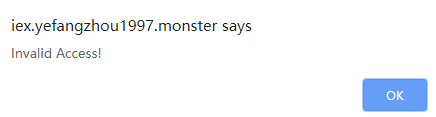 iex.yefangzhou1997.monster says
Invalid Access!
OK